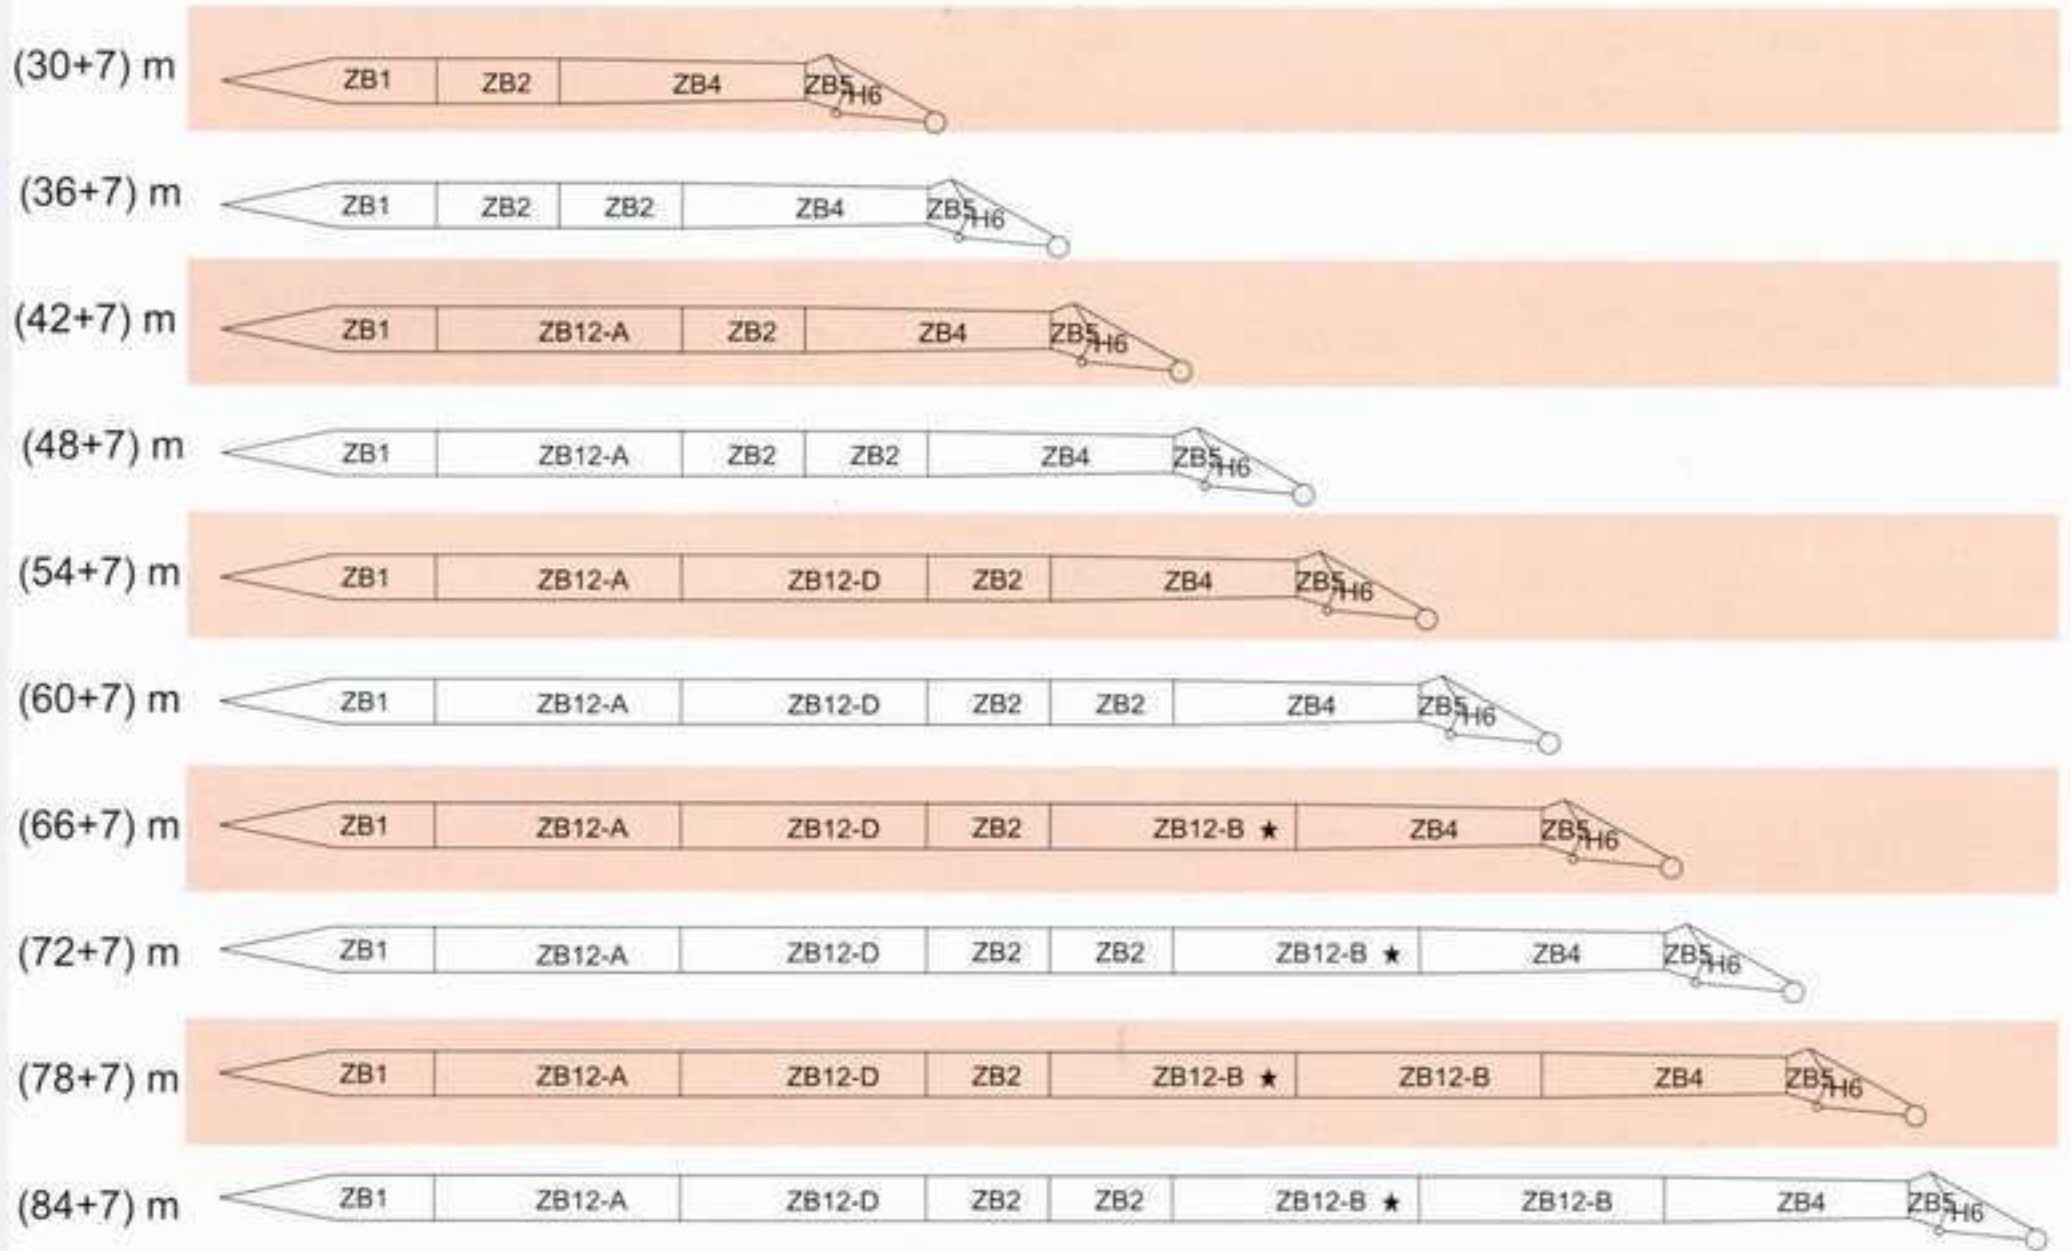 (30+7) m ZB1 ZB2 ZB4 ZB5 H6
(36+7) m ZB1 ZB2 ZB2 ZB4 ZB5 H6
(42+7) m ZB1 ZB12-A ZB2 ZB4 ZB5 H6
(48+7) m ZB1 ZB12-A ZB2 ZB2 ZB4 ZB5 H6
(54+7) m ZB1 ZB12-A ZB12-D ZB2 ZB4 ZB5 H6
(60+7) m ZB1 ZB12-A ZB12-D ZB2 ZB2 ZB4 ZB5 H6
(66+7) m ZB1 ZB12-A ZB12-D ZB2 ZB12-B ★ ZB4 ZB5 H6
(72+7) m ZB1 ZB12-A ZB12-D ZB2 ZB2 ZB12-B ★ ZB4 ZB5 H6
(78+7) m ZB1 ZB12-A ZB12-D ZB2 ZB12-B ★ ZB12-B ZB4 ZB5 H6
(84+7) m ZB1 ZB12-A ZB12-D ZB2 ZB2 ZB12-B ★ ZB12-B ZB4 ZB5 H6